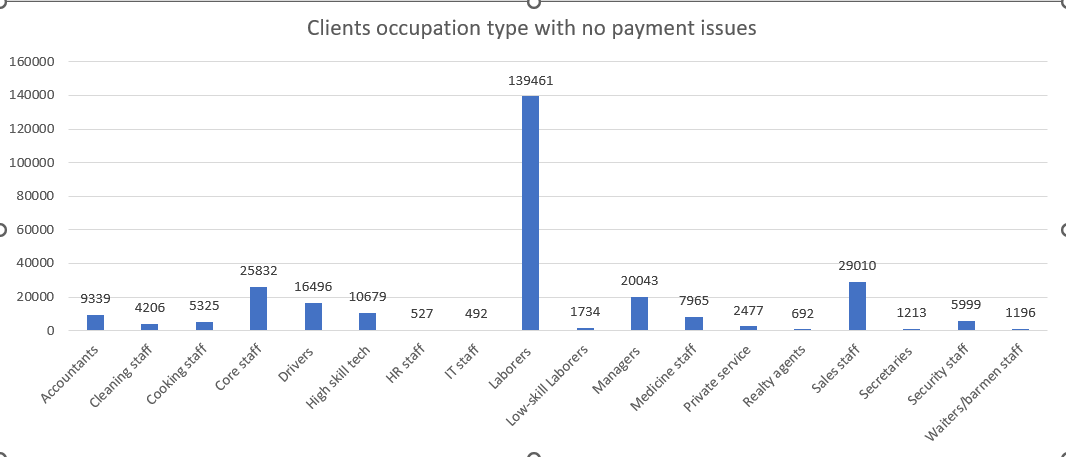 Clients occupation type with no payment issues
160000
140000
120000
100000
80000
60000
40000
20000
0
9339
4206
5325
25832
16496
10679
527
492
139461
1734
20043
7965
2477
692
29010
1213
5999
1196
Accountants
Cleaning staff
Cooking staff
Core staff
Drivers
High skill tech
HR staff
IT staff
Laborers
Low-skill Laborers
Managers
Medicine staff
Private service
Realty agents
Sales staff
Secretaries
Security staff
Waiters/barmen staff